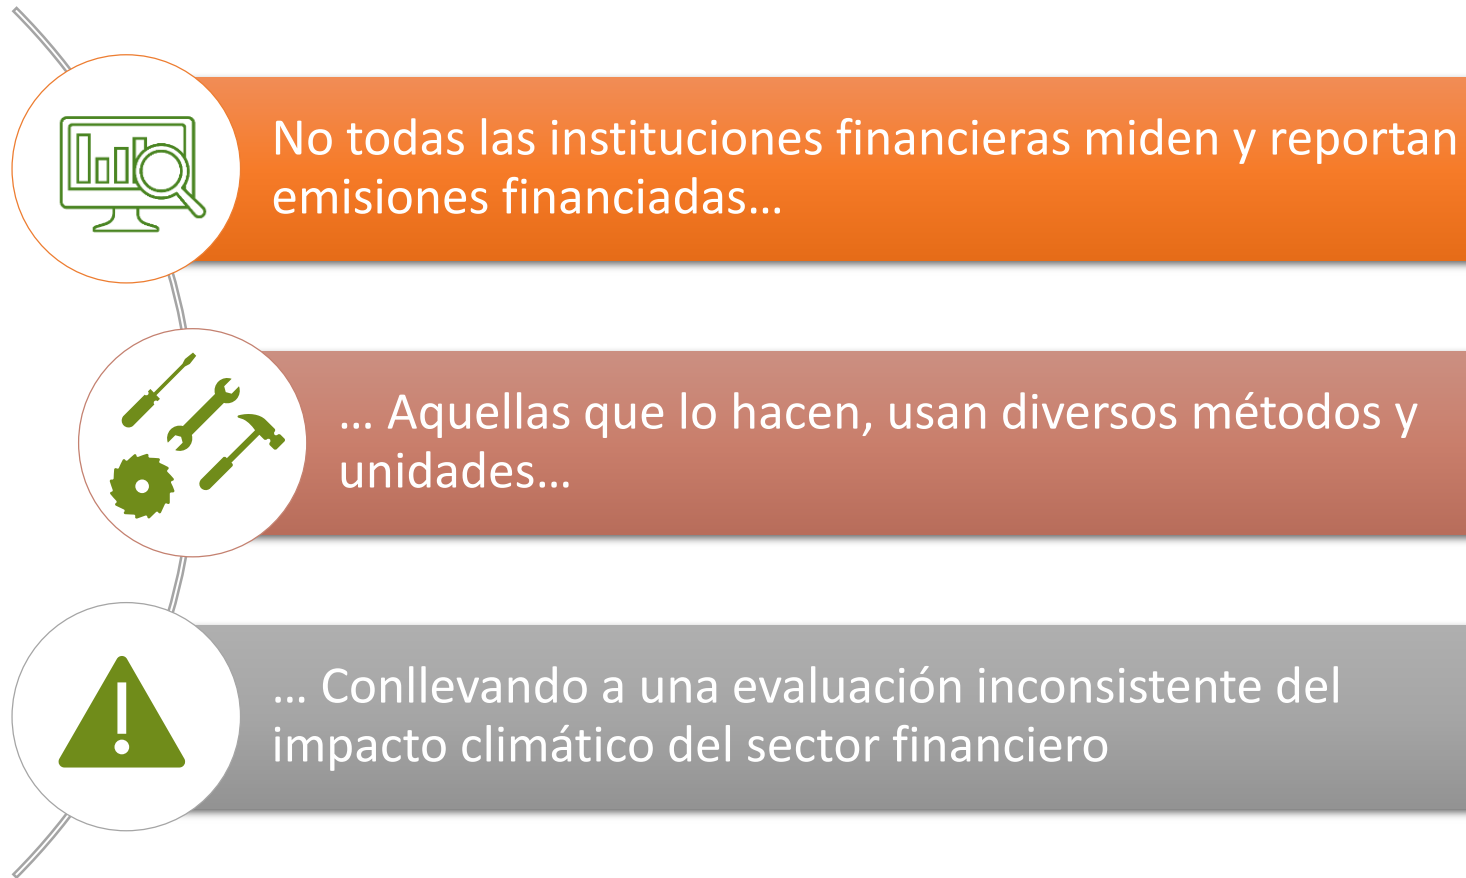 No todas las instituciones financieras miden y reportan
emisiones financiadas...
... Aquellas que lo hacen, usan diversos métodos y
unidades...
... Conllevando a una evaluación inconsistente del
impacto climático del sector financiero